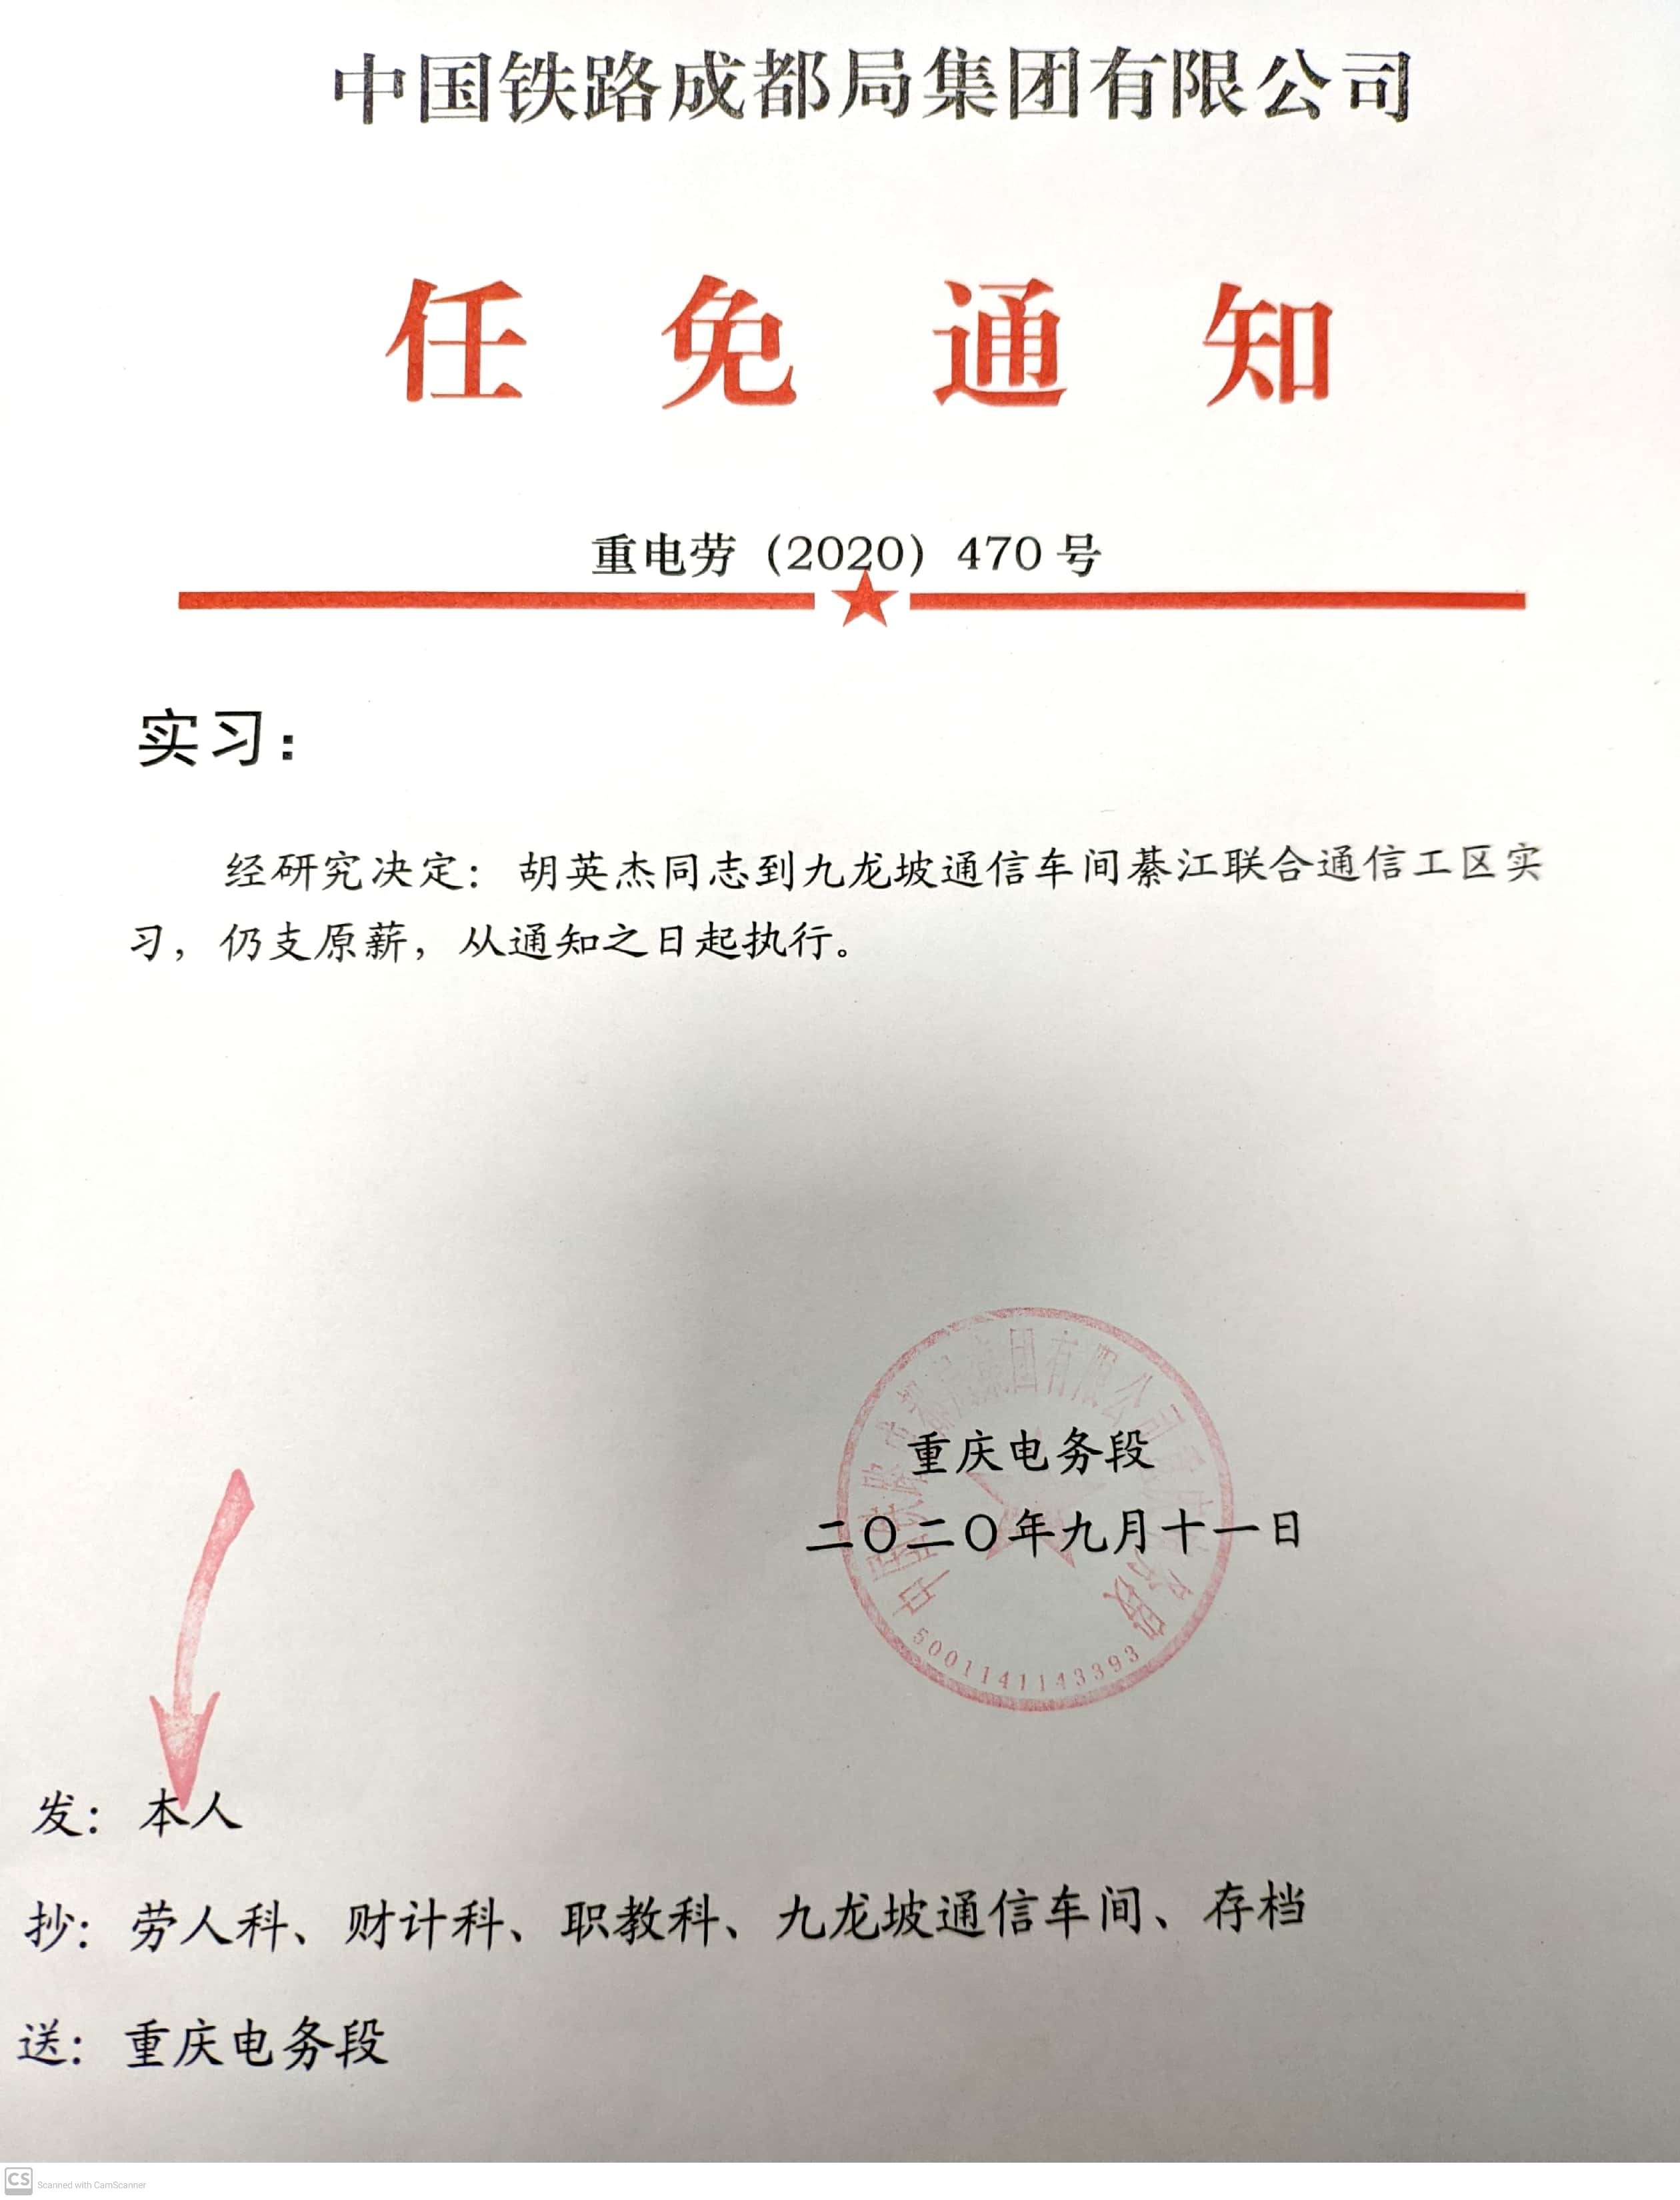 中国铁路成都局集团有限公司
任免通知
重电劳（2020）470 号
实习：
经研究决定：胡英杰同志到九龙坡通信车间綦江联合通信工区实
习，仍支原薪，从通知之日起执行。
中国铁路成都局集团有限公司重庆电务段
重庆电务段
二〇二〇年九月十一日
5001141143393
发：本人
抄：劳人科、财计科、职教科、九龙坡通信车间、存档
送：重庆电务段
CS Scanned with CamScanner